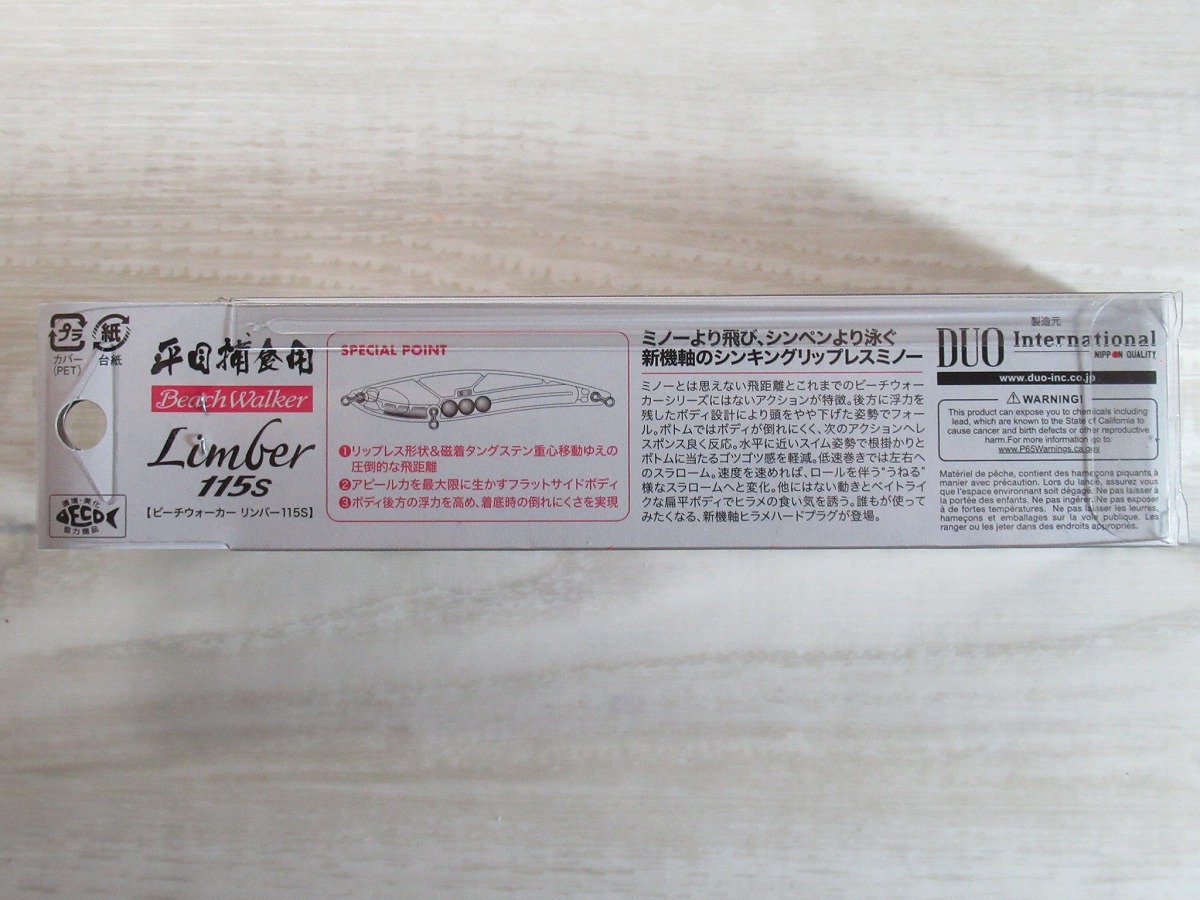 プラ
カバー
(PET)
紙
台紙
平目捕食用
Beach Walker
Limber
115S
【ビーチウォーカー リンバー115S】
環境・美化
ECO
協力商品
SPECIAL POINT
❶リップレス形状&磁着タングステン重心移動ゆえの
圧倒的な飛距離
❷アピール力を最大限に生かすフラットサイドボディ
❸ボディ後方の浮力を高め、着底時の倒れにくさを実現
ミノーより飛び、シンペンより泳ぐ
新機軸のシンキングリップレスミノー
ミノーとは思えない飛距離とこれまでのビーチウォー
カーシリーズにはないアクションが特徴。後方に浮力を
残したボディ設計により頭をやや下げた姿勢でフォー
ル。ボトムではボディが倒れにくく、次のアクションへレ
スポンス良く反応。水平に近いスイム姿勢で根掛かりと
ボトムに当たるゴツゴツ感を軽減。低速巻きでは左右へ
のスラローム。速度を速めれば、ロールを伴う“うねる”
様なスラロームへと変化。他にはない動きとベイトライ
クな扁平ボディでヒラメの食い気を誘う。誰もが使って
みたくなる、新機軸ヒラメハードプラグが登場。
製造元
DUO International
NIPPON QUALITY
www.duo-inc.co.jp
⚠WARNING!
This product can expose you to chemicals including
lead, which are known to the State of California to
cause cancer and birth defects or other reproductive
harm.For more information go to:
www.P65Warnings.ca.gov
Matériel de pêche, contient des hameçons piquants à
manier avec précaution. Lors du lancé, assurez vous
que l'espace environnant soit dégagé. Ne pas laisser à
la portée des enfants. Ne pas ingérer. Ne pas exposer
à de fortes températures. Ne pas laisser les leurres,
hameçons et emballages sur la voie publique. Les
ranger ou les jeter dans des endroits appropriés.